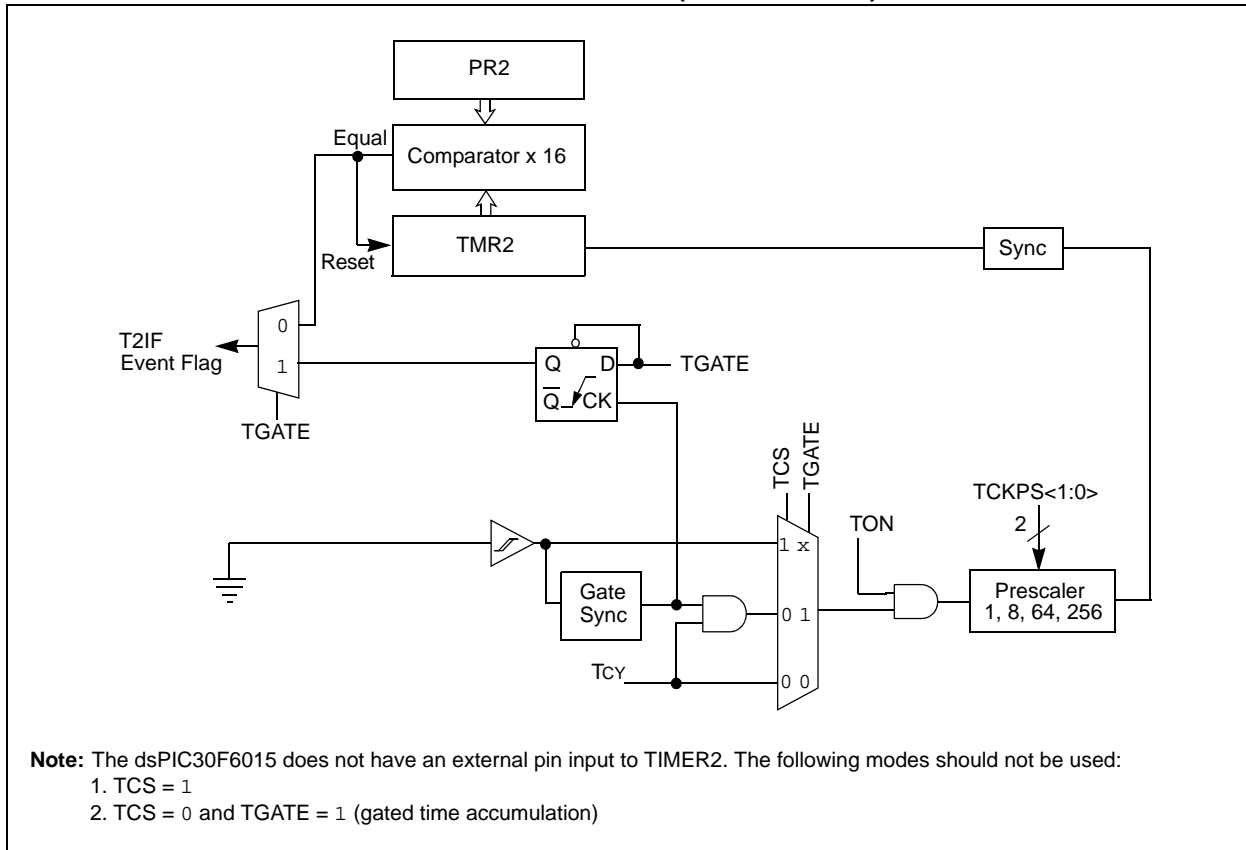 PR2
Equal
Comparator x 16
Reset
TMR2
Sync
0
T2IF
Event Flag
1
Q
D
TGATE
Q
CK
TGATE
TCS
TGATE
TCKPS<1:0>
2
TON
1 x
Gate
Sync
0 1
Prescaler
1, 8, 64, 256
TCY
0 0
Note: The dsPIC30F6015 does not have an external pin input to TIMER2. The following modes should not be used:
1. TCS = 1
2. TCS = 0 and TGATE = 1 (gated time accumulation)